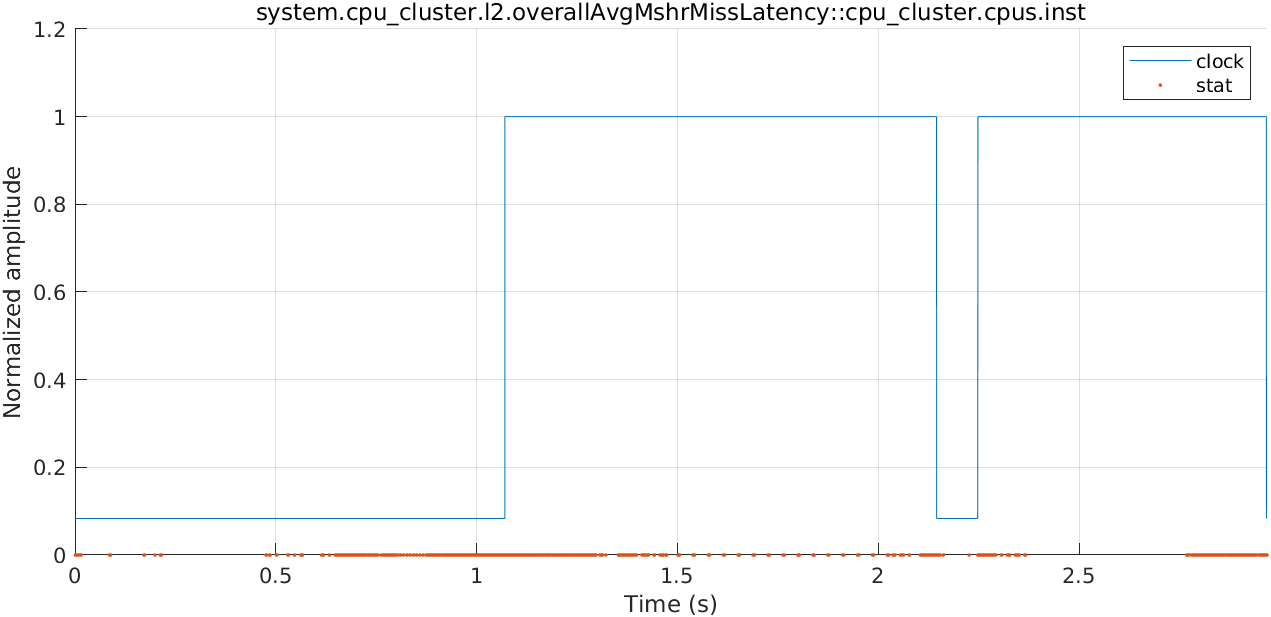 system.cpu_cluster.l2.overallAvgMshrMissLatency::cpu_cluster.cpus.inst
1.2
clock
stat
1
0.8
0.6
0.4
0.2
0
Normalized amplitude
0
0.5
1
1.5
2
2.5
Time (s)